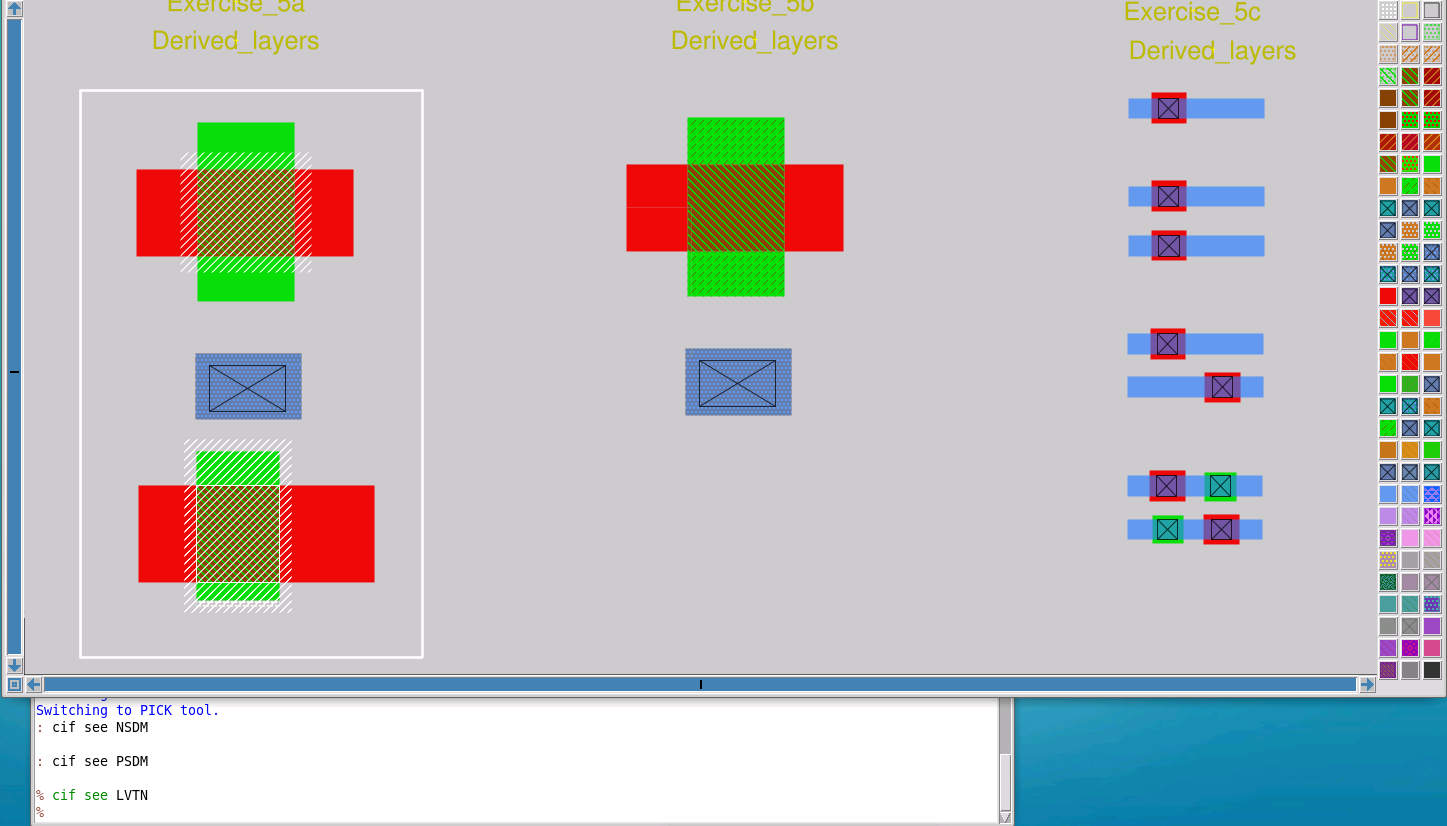 Exercise_5a
Derived_layers
Exercise_5b
Derived_layers
Exercise_5c
Derived_layers
Switching to PICK tool.
: cif see NSDM
: cif see PSDM
% cif see LVTN
%